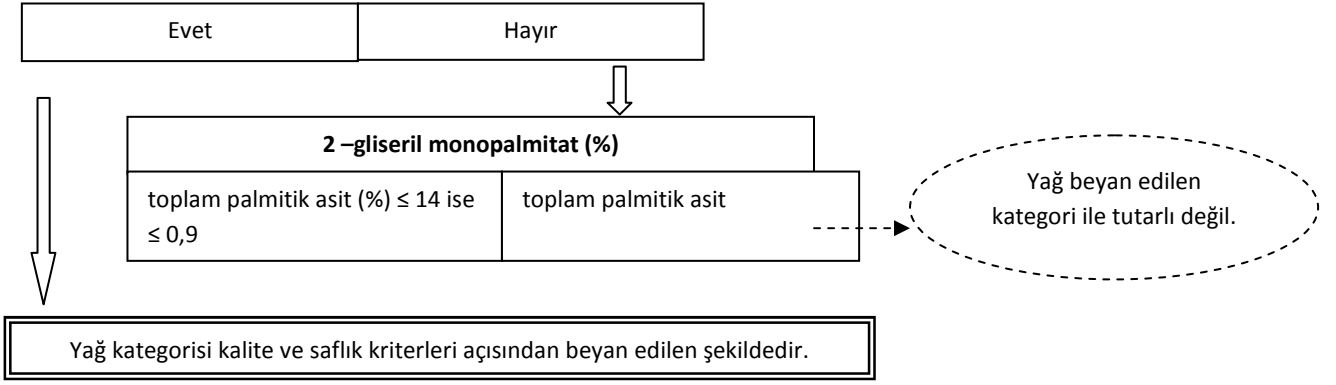 Evet
Hayır
2 –gliseril monopalmitat (%)
toplam palmitik asit (%) ≤ 14 ise
≤ 0,9
toplam palmitik asit
Yağ beyan edilen
kategori ile tutarlı değil.
Yağ kategorisi kalite ve saflık kriterleri açısından beyan edilen şekildedir.